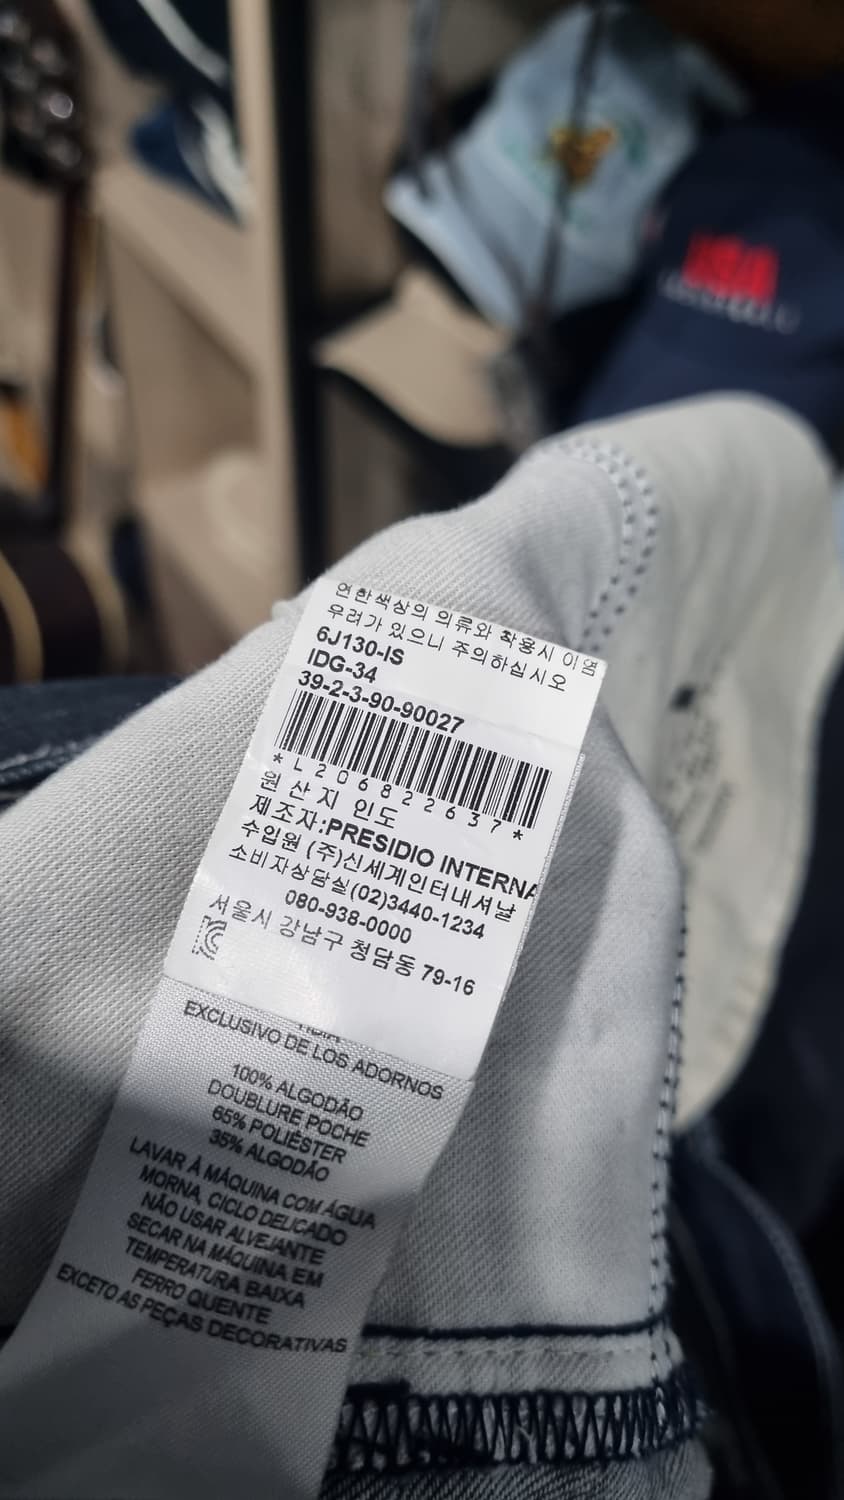 연한색상의 의류와 착용시 이염
우려가 있으니 주의하십시오
6J130-IS
IDG-34
39-2-3-90-90027
*L206822637*
원산지 인도
제조자:PRESIDIO INTERNA
수입원 (주)신세계인터내셔날
소비자상담실(02)3440-1234
080-938-0000
서울시 강남구 청담동 79-16
EXCLUSIVO DE LOS ADORNOS
100% ALGODÃO
DOUBLURE POCHE
65% POLIÉSTER
35% ALGODÃO
LAVAR À MÁQUINA COM ÁGUA
MORNA, CICLO DELICADO
NÃO USAR ALVEJANTE
SECAR NA MÁQUINA EM
TEMPERATURA BAIXA
FERRO QUENTE
EXCETO AS PEÇAS DECORATIVAS